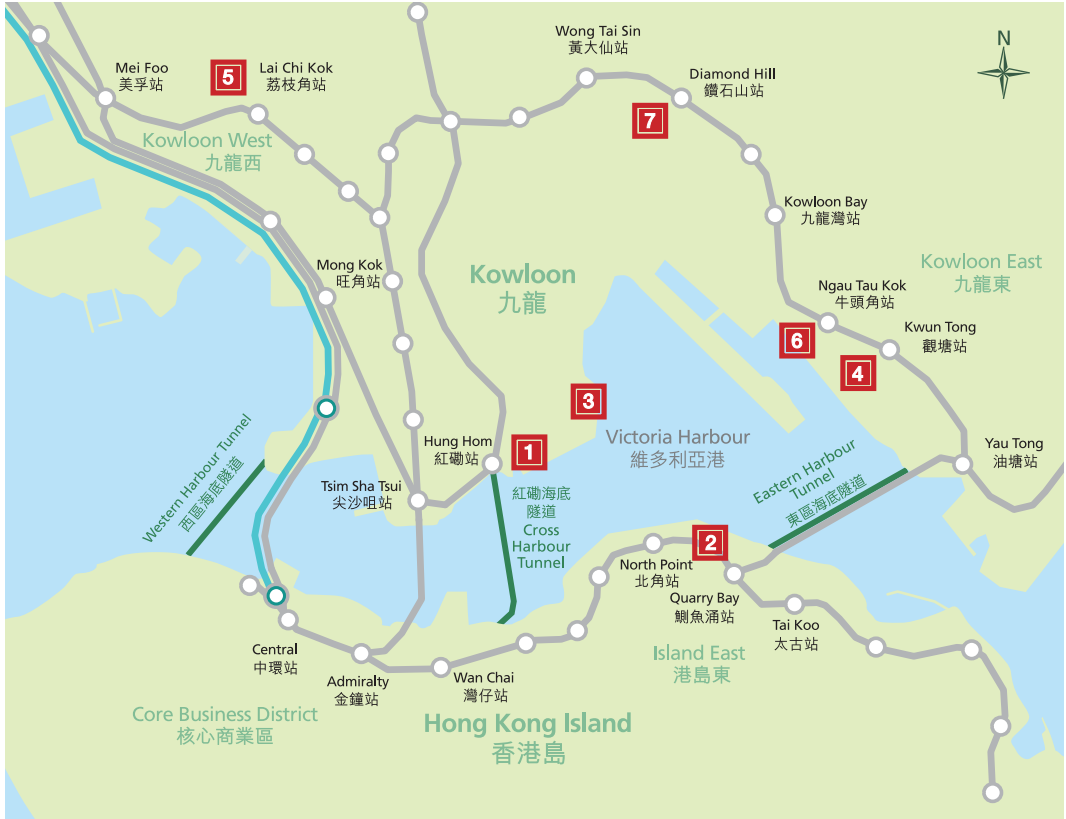 N
Wong Tai Sin
黃大仙站
Mei Foo
美孚站
5
Lai Chi Kok
荔枝角站
Diamond Hill
鑽石山站
7
Kowloon West
九龍西
Kowloon Bay
九龍灣站
Mong Kok
旺角站
Kowloon
九龍
Kowloon East
九龍東
Ngau Tau Kok
牛頭角站
6
Kwun Tong
觀塘站
4
3
Hung Hom
紅磡站
1
Victoria Harbour
維多利亞港
Yau Tong
油塘站
Western Harbour Tunnel
西區海底隧道
Tsim Sha Tsui
尖沙咀站
紅磡海底
隧道
Cross
Harbour
Tunnel
Eastern Harbour
Tunnel
東區海底隧道
2
North Point
北角站
Quarry Bay
鰂魚涌站
Tai Koo
太古站
Central
中環站
Admiralty
金鐘站
Wan Chai
灣仔站
Island East
港島東
Core Business District
核心商業區
Hong Kong Island
香港島